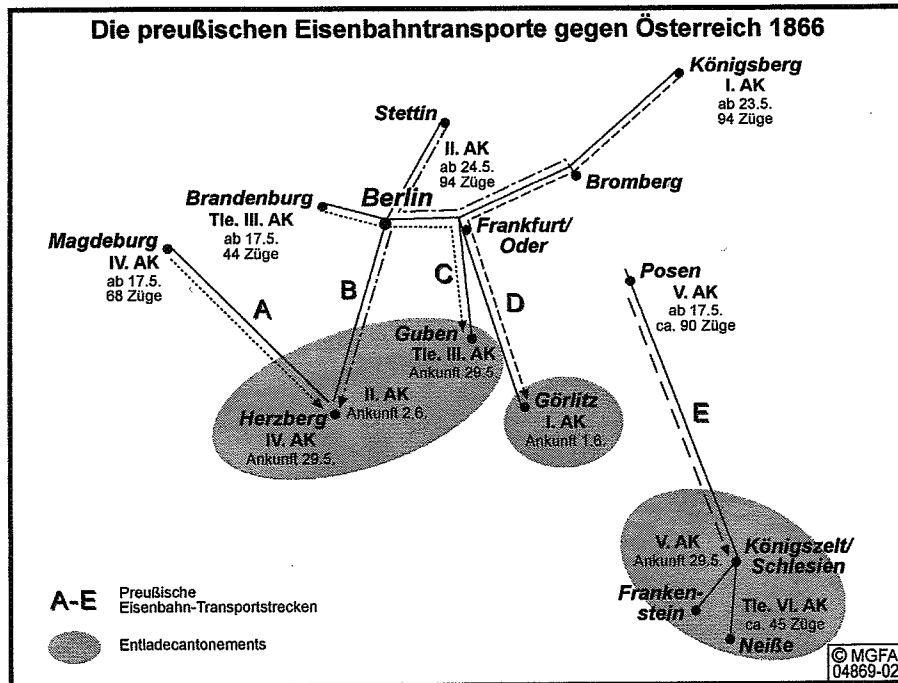 Die preußischen Eisenbahntransporte gegen Österreich 1866
Königsberg
I. AK
ab 23.5.
94 Züge
Stettin
II. AK
ab 24.5.
94 Züge
Bromberg
Brandenburg
Tle. III. AK
ab 17.5.
44 Züge
Berlin
Frankfurt/
Oder
Magdeburg
IV. AK
ab 17.5.
68 Züge
A
B
C
D
E
Posen
V. AK
ab 17.5.
ca. 90 Züge
Guben
Tle. III. AK
Ankunft 29.5.
II. AK
Ankunft 2.6.
Herzberg
IV. AK
Ankunft 29.5.
Görlitz
I. AK
Ankunft 1.6.
V. AK
Ankunft 29.5.
Königszelt/
Schlesien
Franken-
stein
Tle. VI. AK
ca. 45 Züge
Neiße
A-E Preußische
Eisenbahn-Transportstrecken
Entladecantonements
© MGFA
04869-02